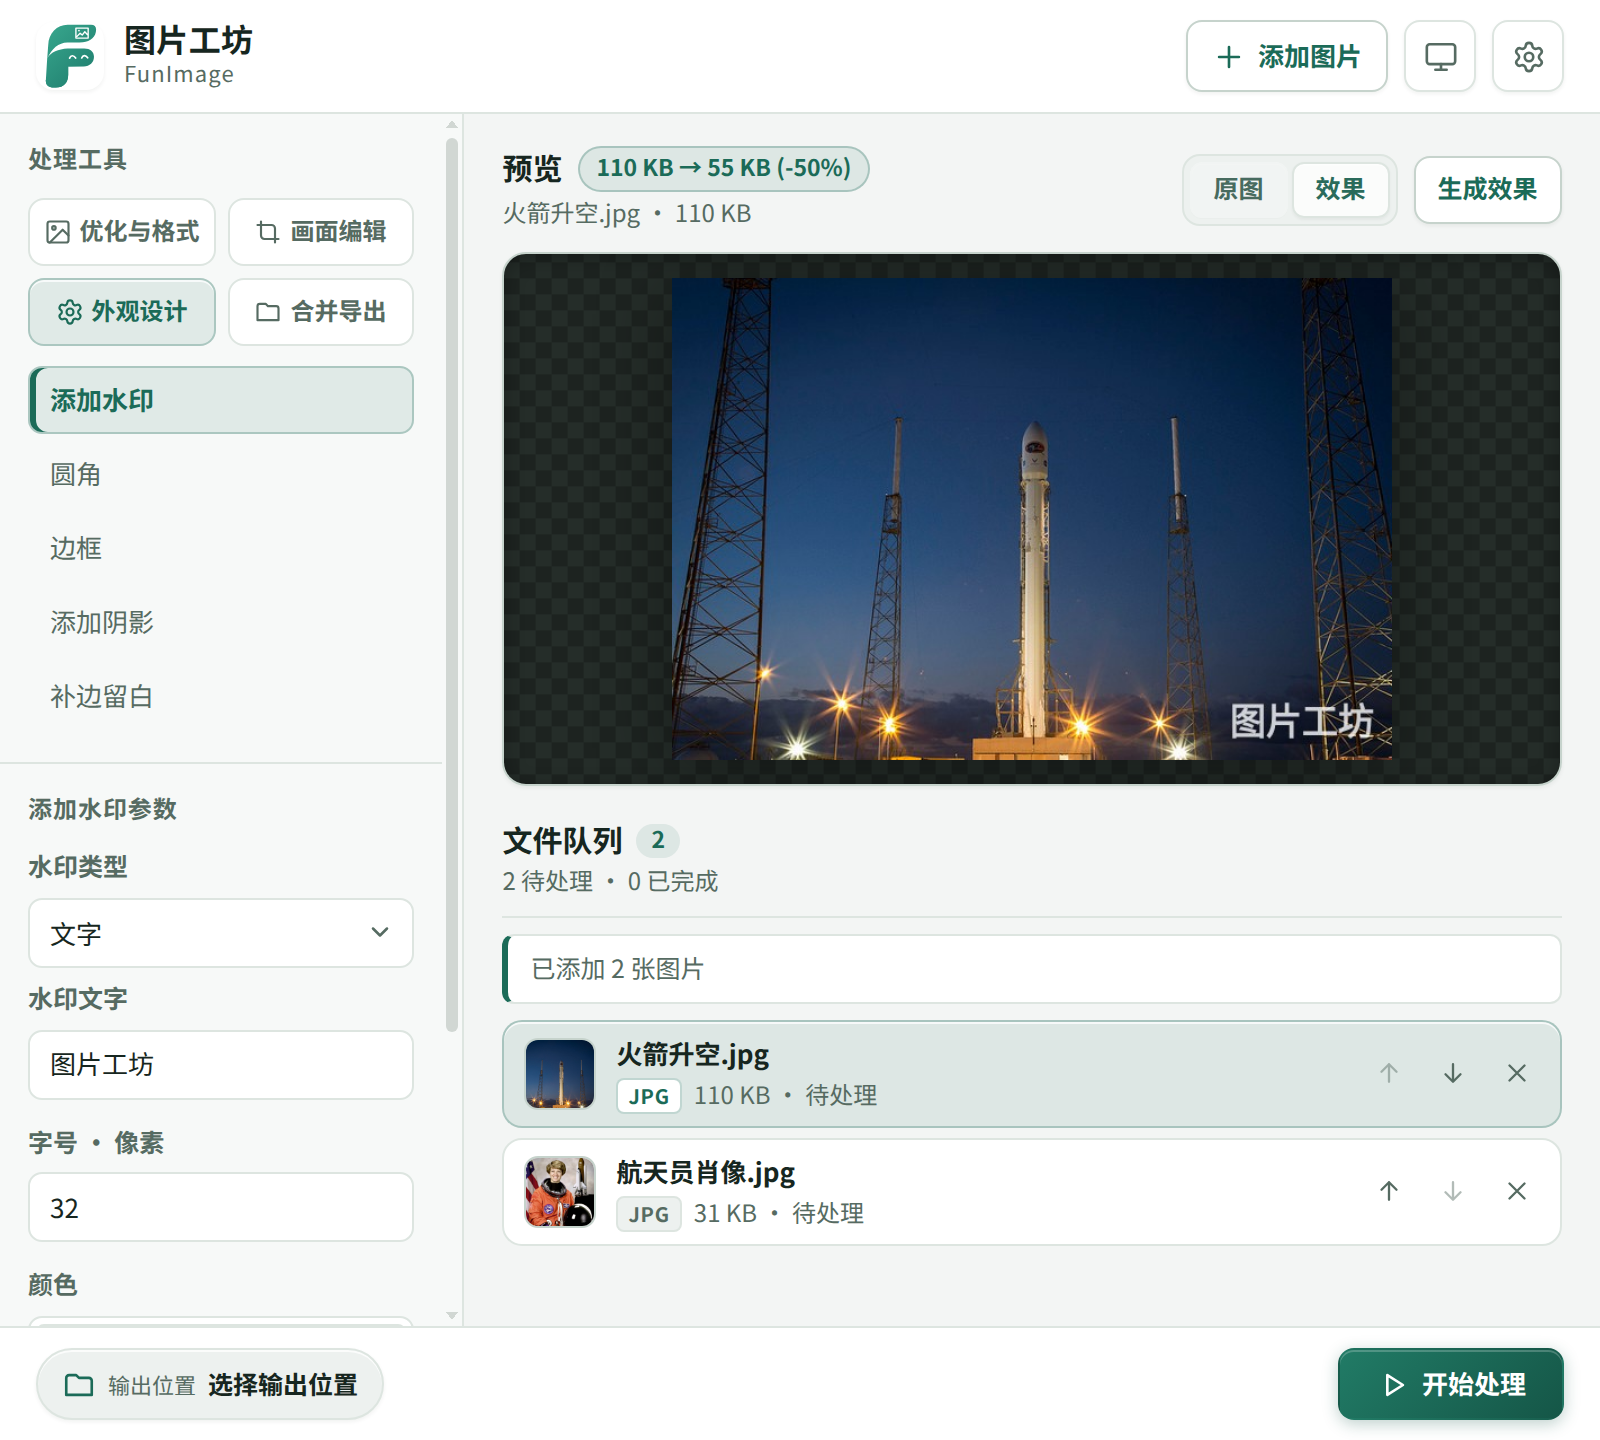 图片工坊
FunImage
添加图片
处理工具
优化与格式
画面编辑
外观设计
合并导出
添加水印
圆角
边框
添加阴影
补边留白
添加水印参数
水印类型
文字
水印文字
图片工坊
字号 • 像素
32
颜色
预览
110 KB → 55 KB (-50%)
火箭升空.jpg • 110 KB
原图
效果
生成效果
图片工坊
文件队列
2
2 待处理 • 0 已完成
已添加 2 张图片
火箭升空.jpg
JPG
110 KB • 待处理
航天员肖像.jpg
JPG
31 KB • 待处理
输出位置 选择输出位置
开始处理